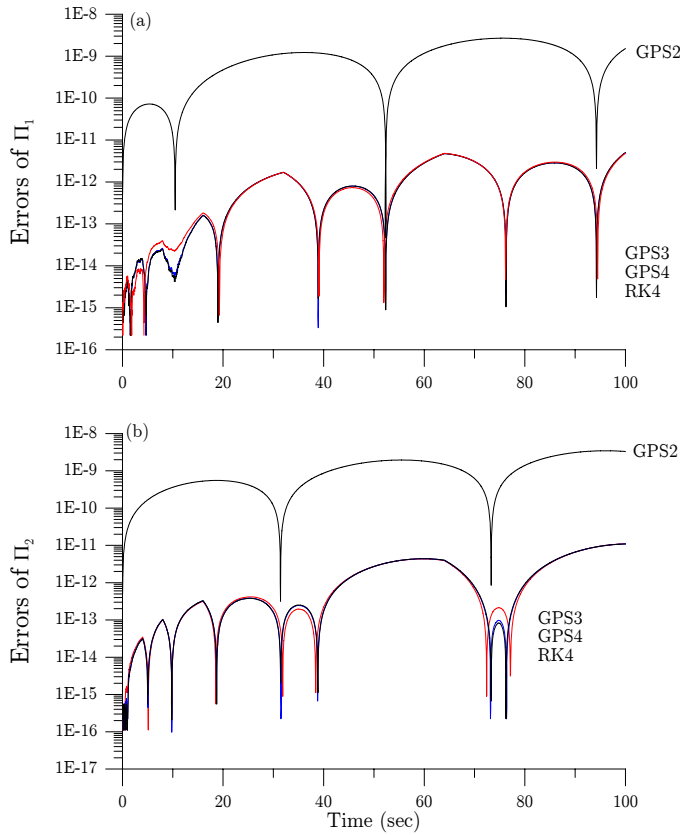 (a)
1E-8
1E-9
1E-10
1E-11
1E-12
1E-13
1E-14
1E-15
1E-16
Errors of Π₁
GPS2
GPS3
GPS4
RK4
0 20 40 60 80 100
(b)
1E-8
1E-9
1E-10
1E-11
1E-12
1E-13
1E-14
1E-15
1E-16
1E-17
Errors of Π₂
GPS2
GPS3
GPS4
RK4
0 20 40 60 80 100
Time (sec)